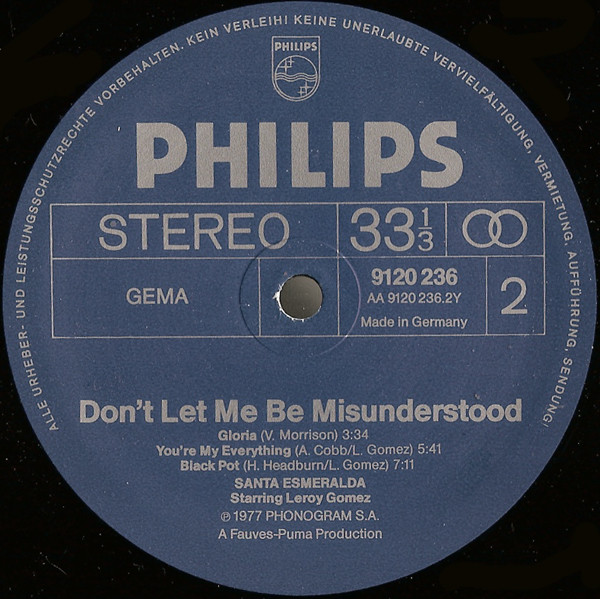 ALLE URHEBER- UND LEISTUNGSSCHUTZRECHTE VORBEHALTEN. KEIN VERLEIH! KEINE UNERLAUBTE VERVIELFÄLTIGUNG, VERMIETUNG. AUFFÜHRUNG, SENDUNG!
PHILIPS
PHILIPS
STEREO 33 1/3
GEMA 9120 236 2
AA 9120 236.2Y
Made in Germany
Don't Let Me Be Misunderstood
Gloria (V. Morrison) 3:34
You're My Everything (A. Cobb/L. Gomez) 5:41
Black Pot (H. Headburn/L. Gomez) 7:11
SANTA ESMERALDA
Starring Leroy Gomez
℗ 1977 PHONOGRAM S.A.
A Fauves-Puma Production